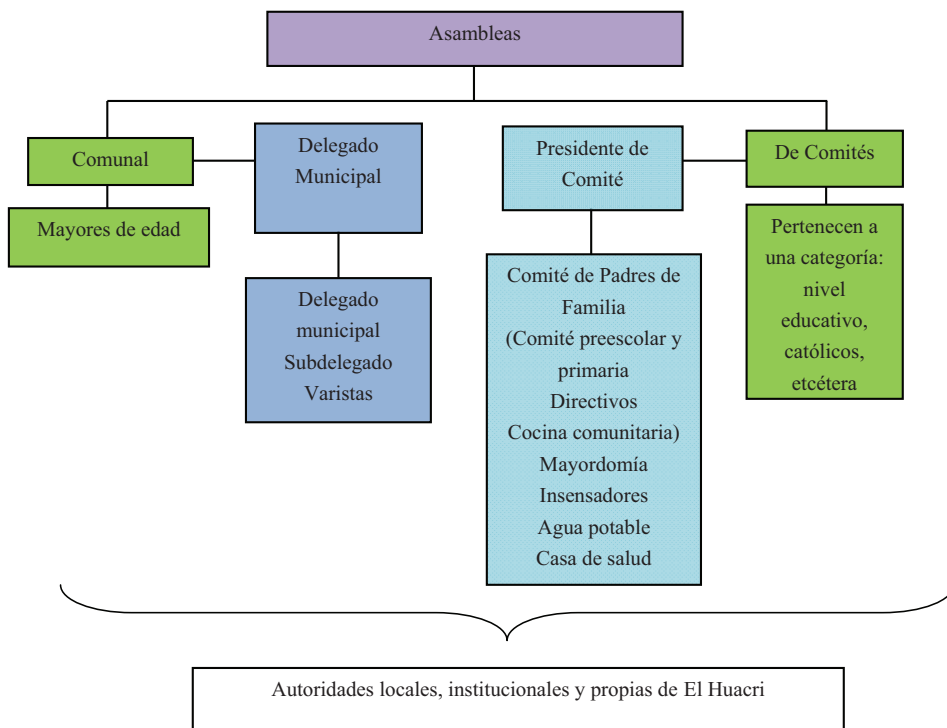 Asambleas
Comunal
Mayores de edad
Delegado
Municipal
Delegado
municipal
Subdelegado
Varistas
Presidente de
Comité
Comité de Padres de
Familia
(Comité preescolar y
primaria
Directivos
Cocina comunitaria)
Mayordomía
Insensadores
Agua potable
Casa de salud
De Comités
Pertenecen a
una categoría:
nivel
educativo,
católicos,
etcétera
Autoridades locales, institucionales y propias de El Huacri